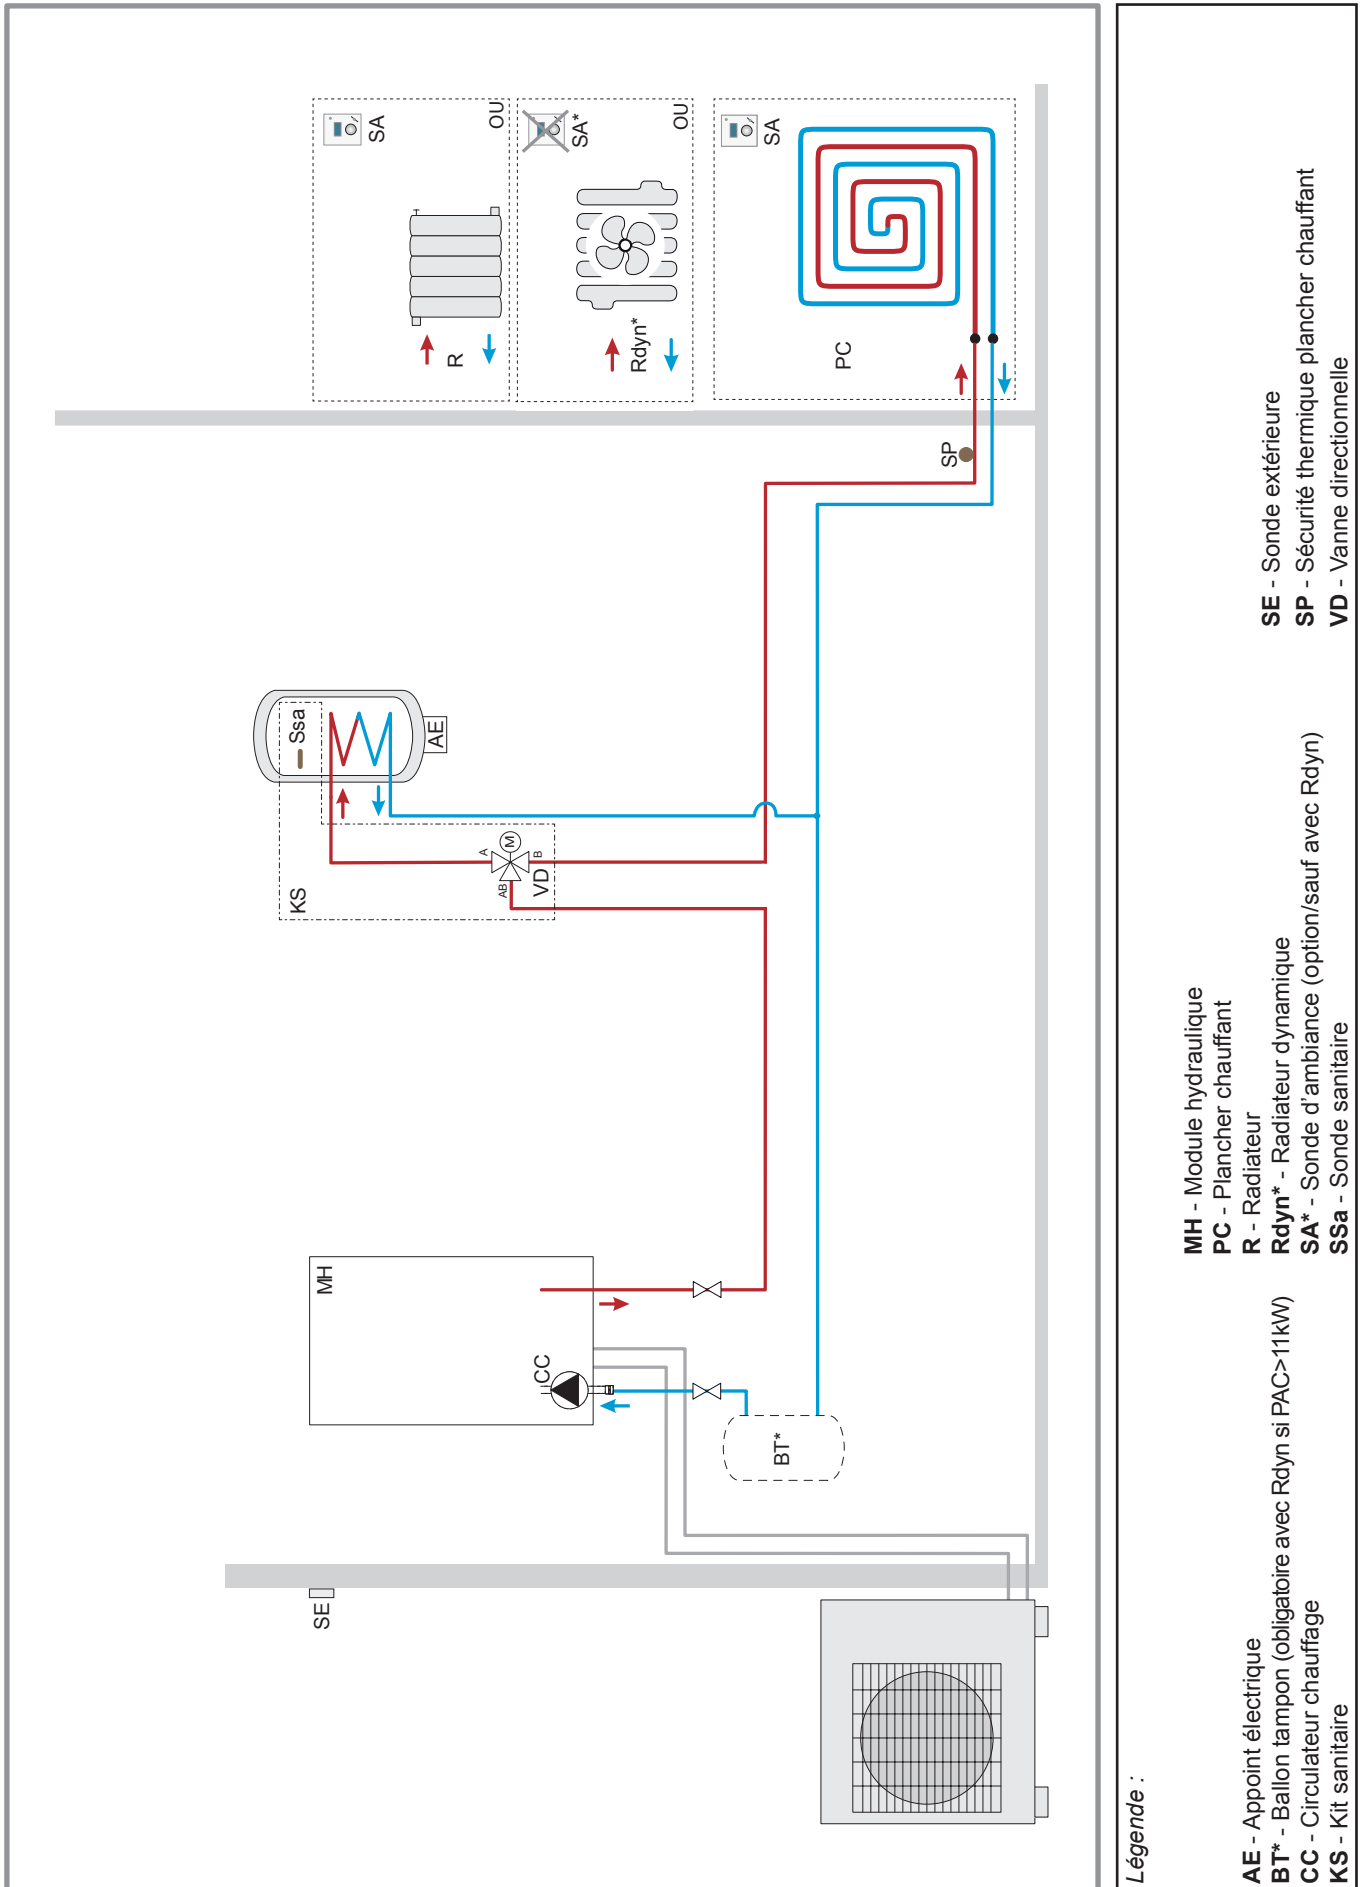 SE
MH
CC
BT*
KS
Ssa
AE
A
M
AB
B
VD
SP
SA
R
OU
SA*
Rdyn*
OU
SA
PC
Légende :
AE - Appoint électrique
BT* - Ballon tampon (obligatoire avec Rdyn si PAC>11kW)
CC - Circulateur chauffage
KS - Kit sanitaire
MH - Module hydraulique
PC - Plancher chauffant
R - Radiateur
Rdyn* - Radiateur dynamique
SA* - Sonde d'ambiance (option/sauf avec Rdyn)
SSa - Sonde sanitaire
SE - Sonde extérieure
SP - Sécurité thermique plancher chauffant
VD - Vanne directionnelle